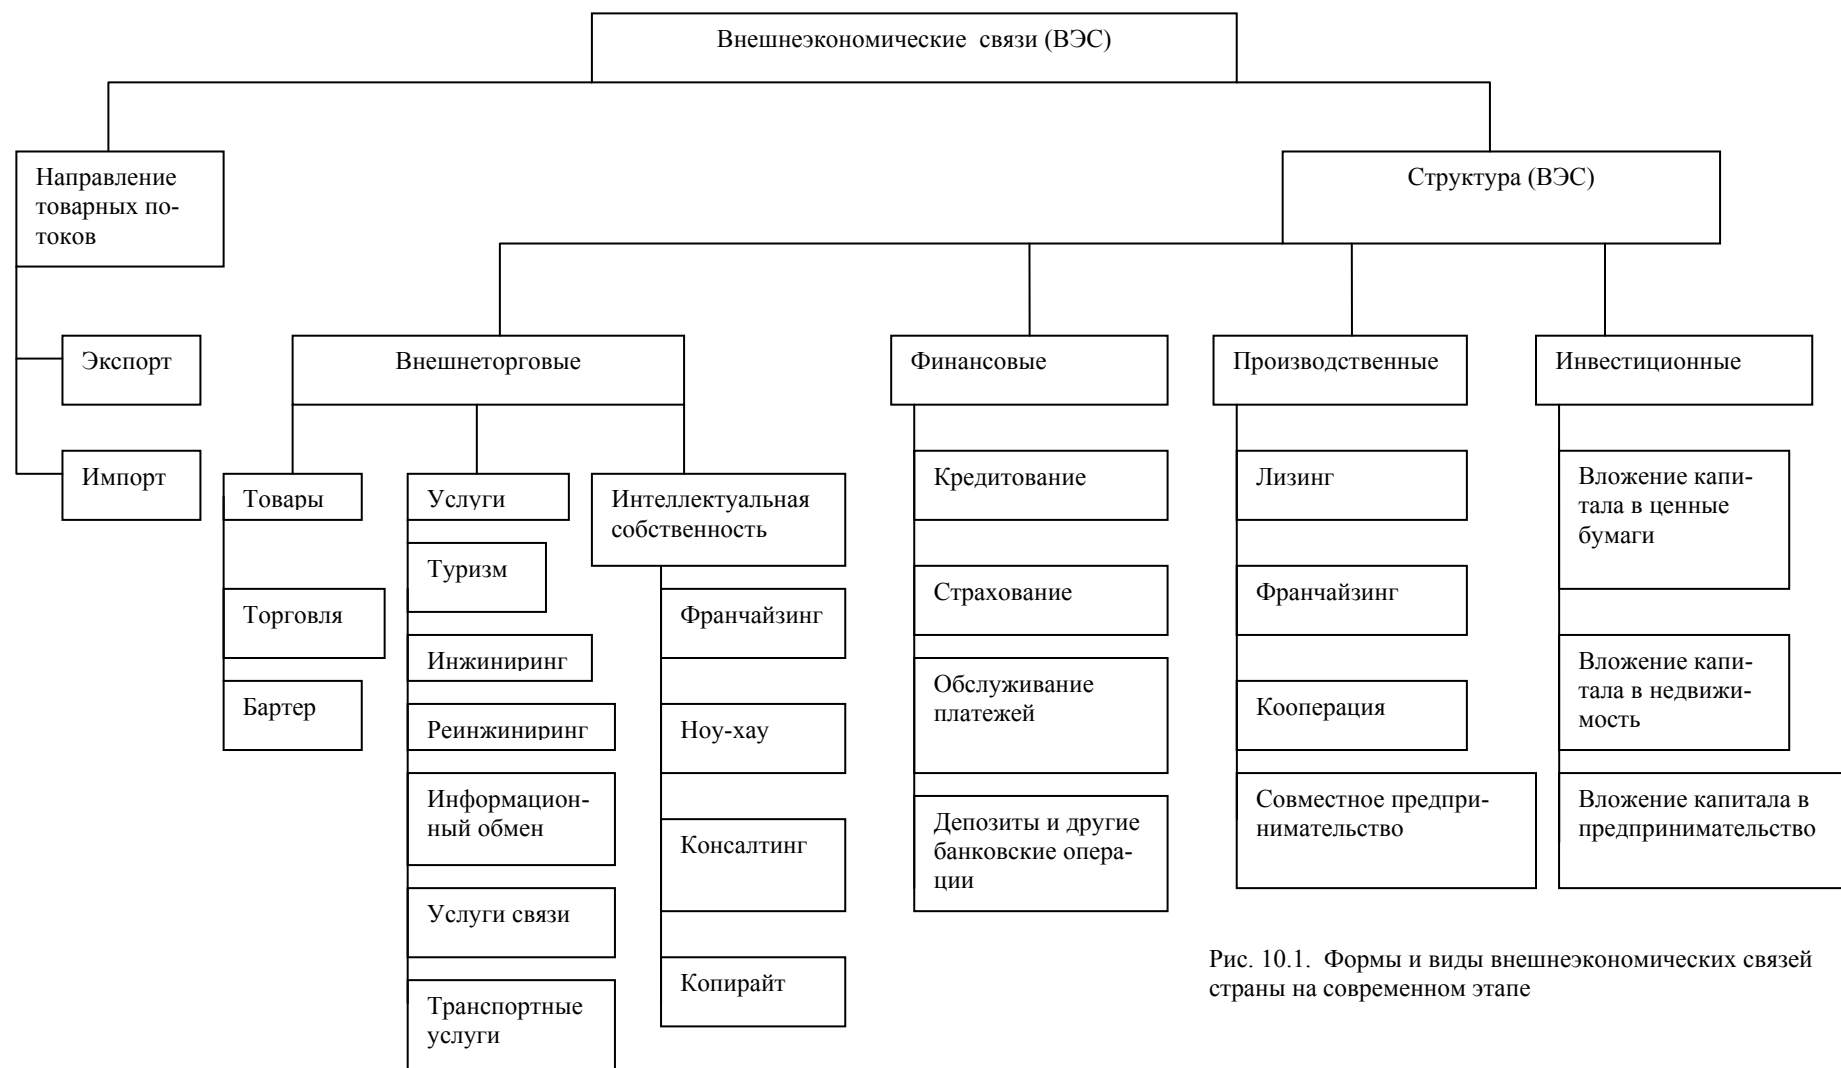 Внешнеэкономические связи (ВЭС)
Направление
товарных по-
токов
Структура (ВЭС)
Экспорт
Импорт
Внешнеторговые
Финансовые
Производственные
Инвестиционные
Товары
Торговля
Бартер
Услуги
Туризм
Инжиниринг
Реинжиниринг
Информацион-
ный обмен
Услуги связи
Транспортные
услуги
Интеллектуальная
собственность
Франчайзинг
Ноу-хау
Консалтинг
Копирайт
Кредитование
Страхование
Обслуживание
платежей
Депозиты и другие
банковские опера-
ции
Лизинг
Франчайзинг
Кооперация
Совместное предпри-
нимательство
Вложение капи-
тала в ценные
бумаги
Вложение капи-
тала в недвижи-
мость
Вложение капитала в
предпринимательство
Рис. 10.1. Формы и виды внешнеэкономических связей
страны на современном этапе